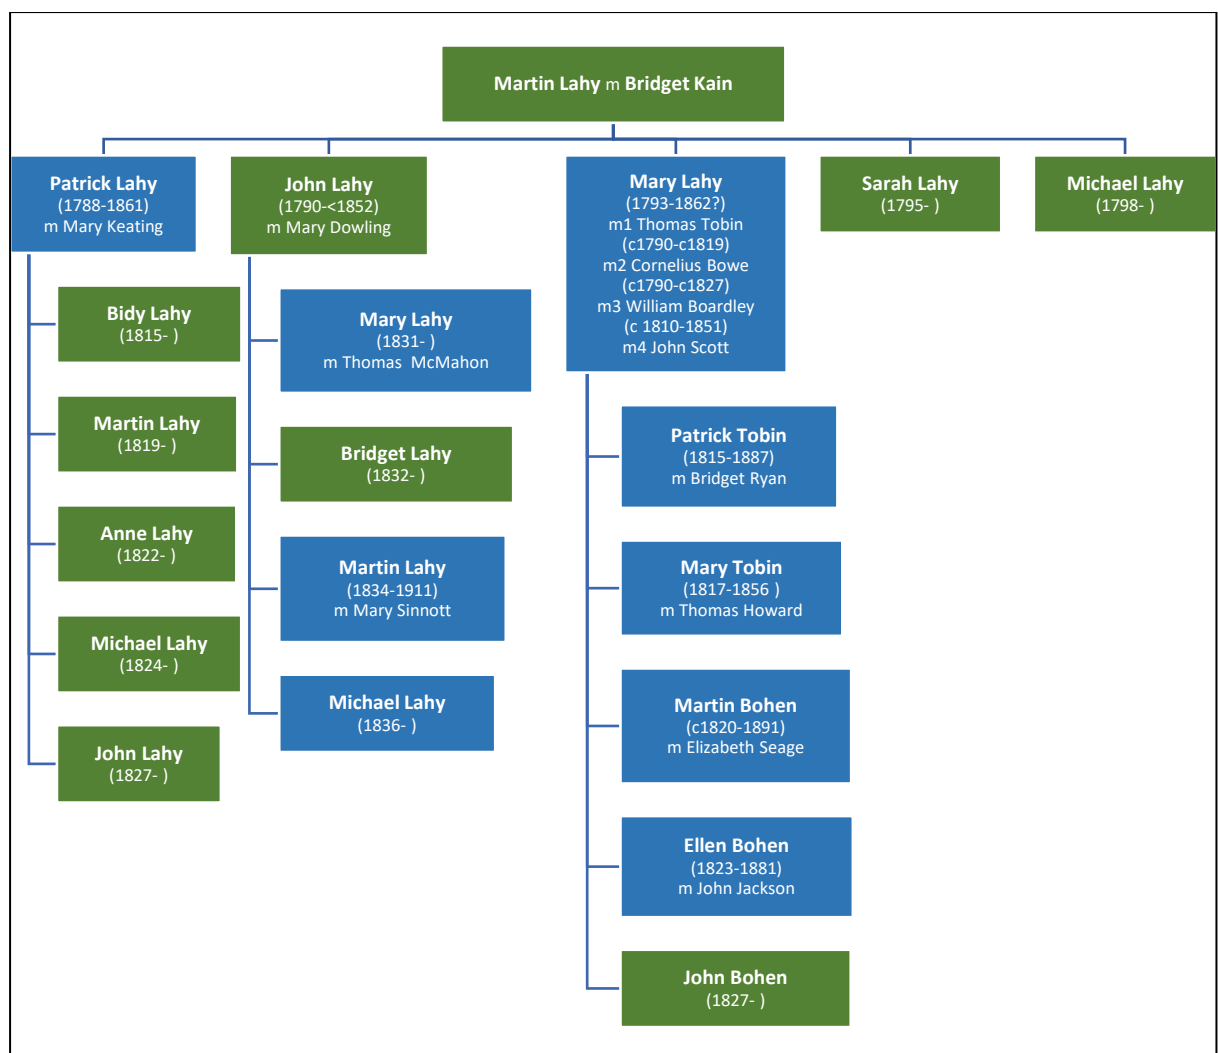 Martin Lahy m Bridget Kain
Patrick Lahy
(1788-1861)
m Mary Keating
John Lahy
(1790-<1852)
m Mary Dowling
Mary Lahy
(1793-1862?)
m1 Thomas Tobin
(c1790-c1819)
m2 Cornelius Bowe
(c1790-c1827)
m3 William Boardley
(c 1810-1851)
m4 John Scott
Sarah Lahy
(1795- )
Michael Lahy
(1798- )
Bidy Lahy
(1815- )
Martin Lahy
(1819- )
Anne Lahy
(1822- )
Michael Lahy
(1824- )
John Lahy
(1827- )
Mary Lahy
(1831- )
m Thomas  McMahon
Bridget Lahy
(1832- )
Martin Lahy
(1834-1911)
m Mary Sinnott
Michael Lahy
(1836- )
Patrick Tobin
(1815-1887)
m Bridget Ryan
Mary Tobin
(1817-1856 )
m Thomas Howard
Martin Bohen
(c1820-1891)
m Elizabeth Seage
Ellen Bohen
(1823-1881)
m John Jackson
John Bohen
(1827- )